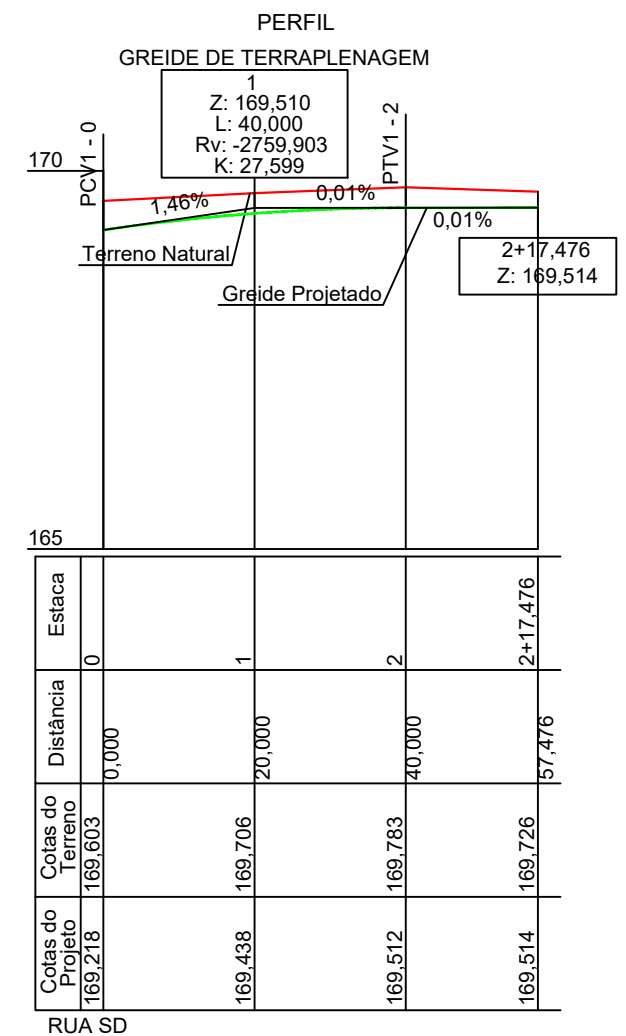 PERFIL
GREIDE DE TERRAPLENAGEM
1
Z: 169,510
L: 40,000
Rv: -2759,903
K: 27,599
PCV1 - 0
PTV1 - 2
170
1,46%
0,01%
0,01%
Terreno Natural
Greide Projetado
2+17,476
Z: 169,514
165
Estaca
0
1
2
2+17,476
Distância
0,000
20,000
40,000
57,476
Cotas do
Terreno
169,603
169,706
169,783
169,726
Cotas do
Projeto
169,218
169,438
169,512
169,514
RUA SD